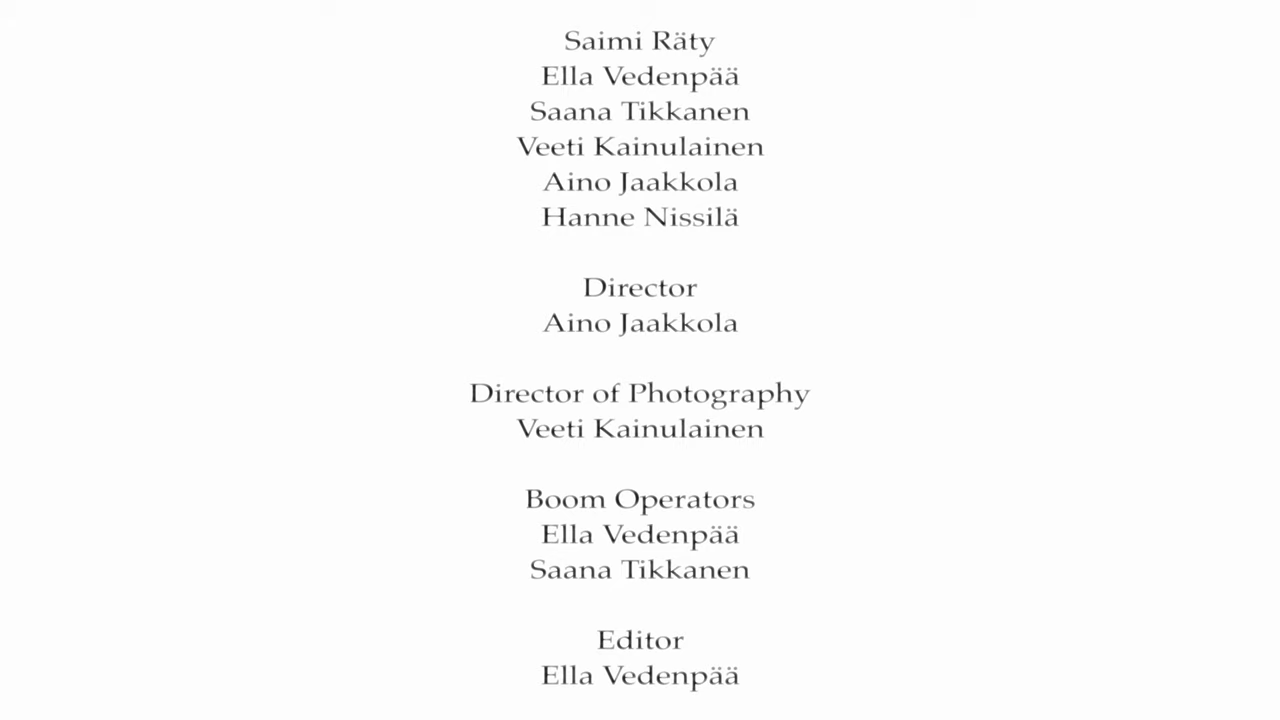 Saimi Räty
Ella Vedenpää
Saana Tikkanen
Veeti Kainulainen
Aino Jaakkola
Hanne Nissilä
Director
Aino Jaakkola
Director of Photography
Veeti Kainulainen
Boom Operators
Ella Vedenpää
Saana Tikkanen
Editor
Ella Vedenpää